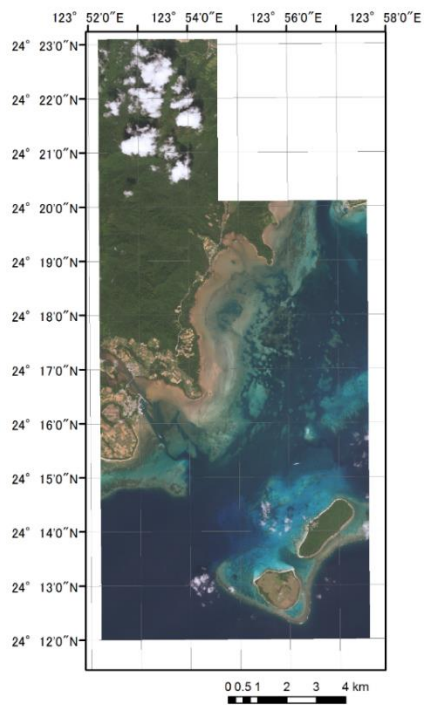 123° 52'0″N 123° 54'0″N 123° 56'0″N 123° 58'0″N
24° 23'0″N
24° 22'0″N
24° 21'0″N
24° 20'0″N
24° 19'0″N
24° 18'0″N
24° 17'0″N
24° 16'0″N
24° 15'0″N
24° 14'0″N
24° 13'0″N
24° 12'0″N
0 0.5 1 2 3 4 km